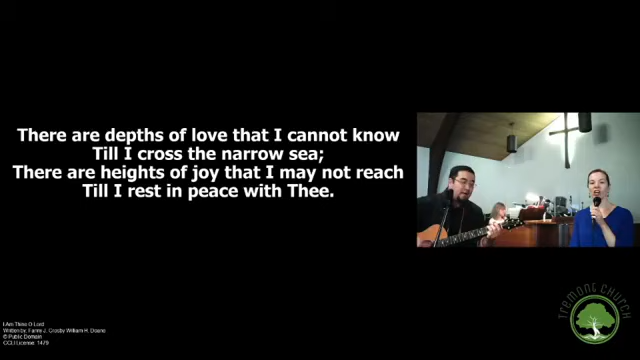 There are depths of love that I cannot know
Till I cross the narrow sea;
There are heights of joy that I may not reach
Till I rest in peace with Thee.
I Am Thine O Lord
Written by: Fanny J. Crosby William H. Doane
© Public Domain
CCLI License: 1479
Tremont Church